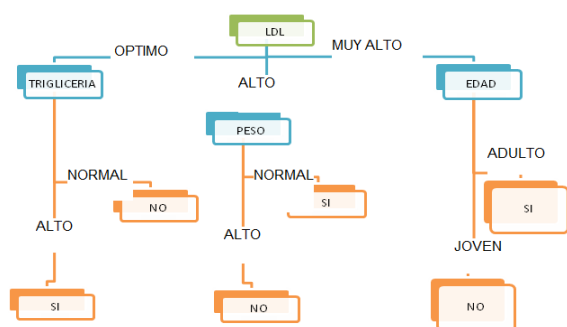 LDL
OPTIMO
MUY ALTO
TRIGLICERIA
ALTO
EDAD
PESO
ADULTO
NORMAL
NORMAL
NO
SI
SI
ALTO
ALTO
JOVEN
SI
NO
NO